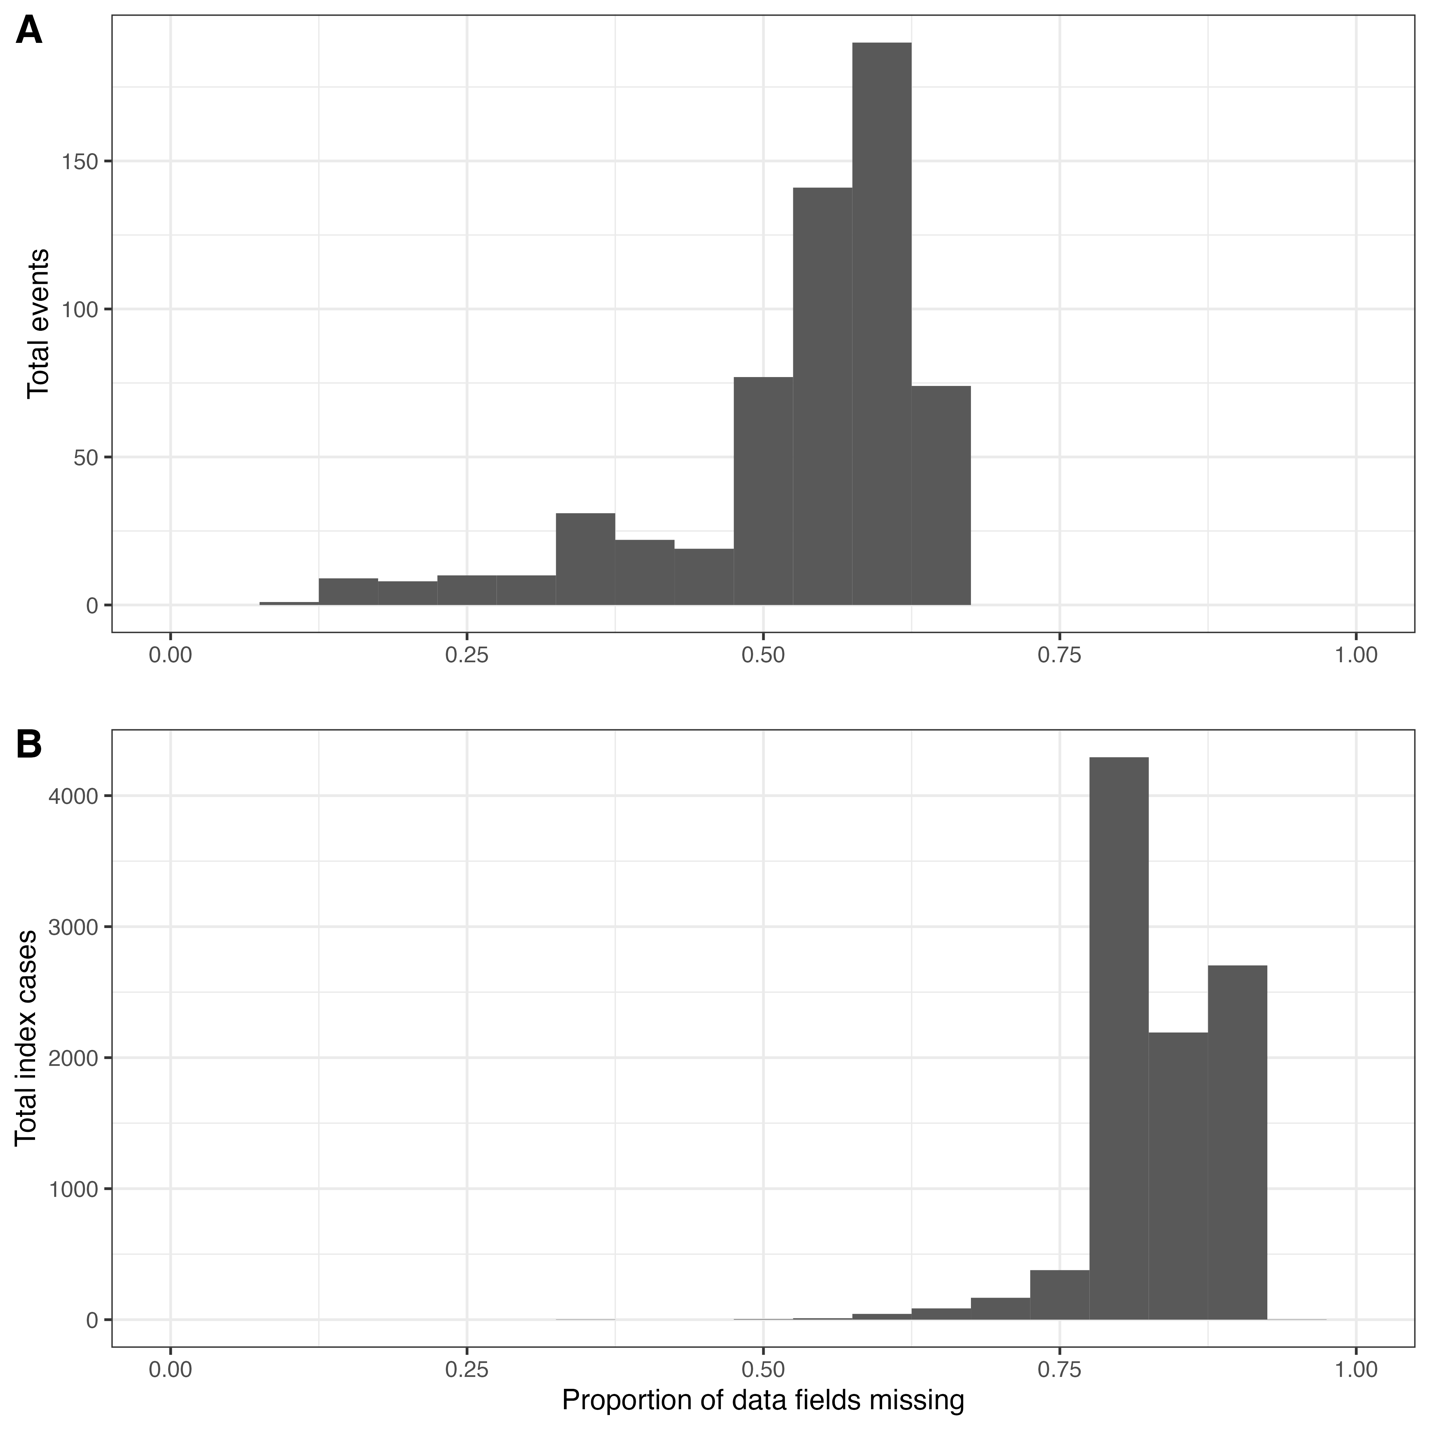 A
Total events
150
100
50
0
0.00 0.25 0.50 0.75 1.00
B
Total index cases
4000
3000
2000
1000
0
0.00 0.25 0.50 0.75 1.00
Proportion of data fields missing